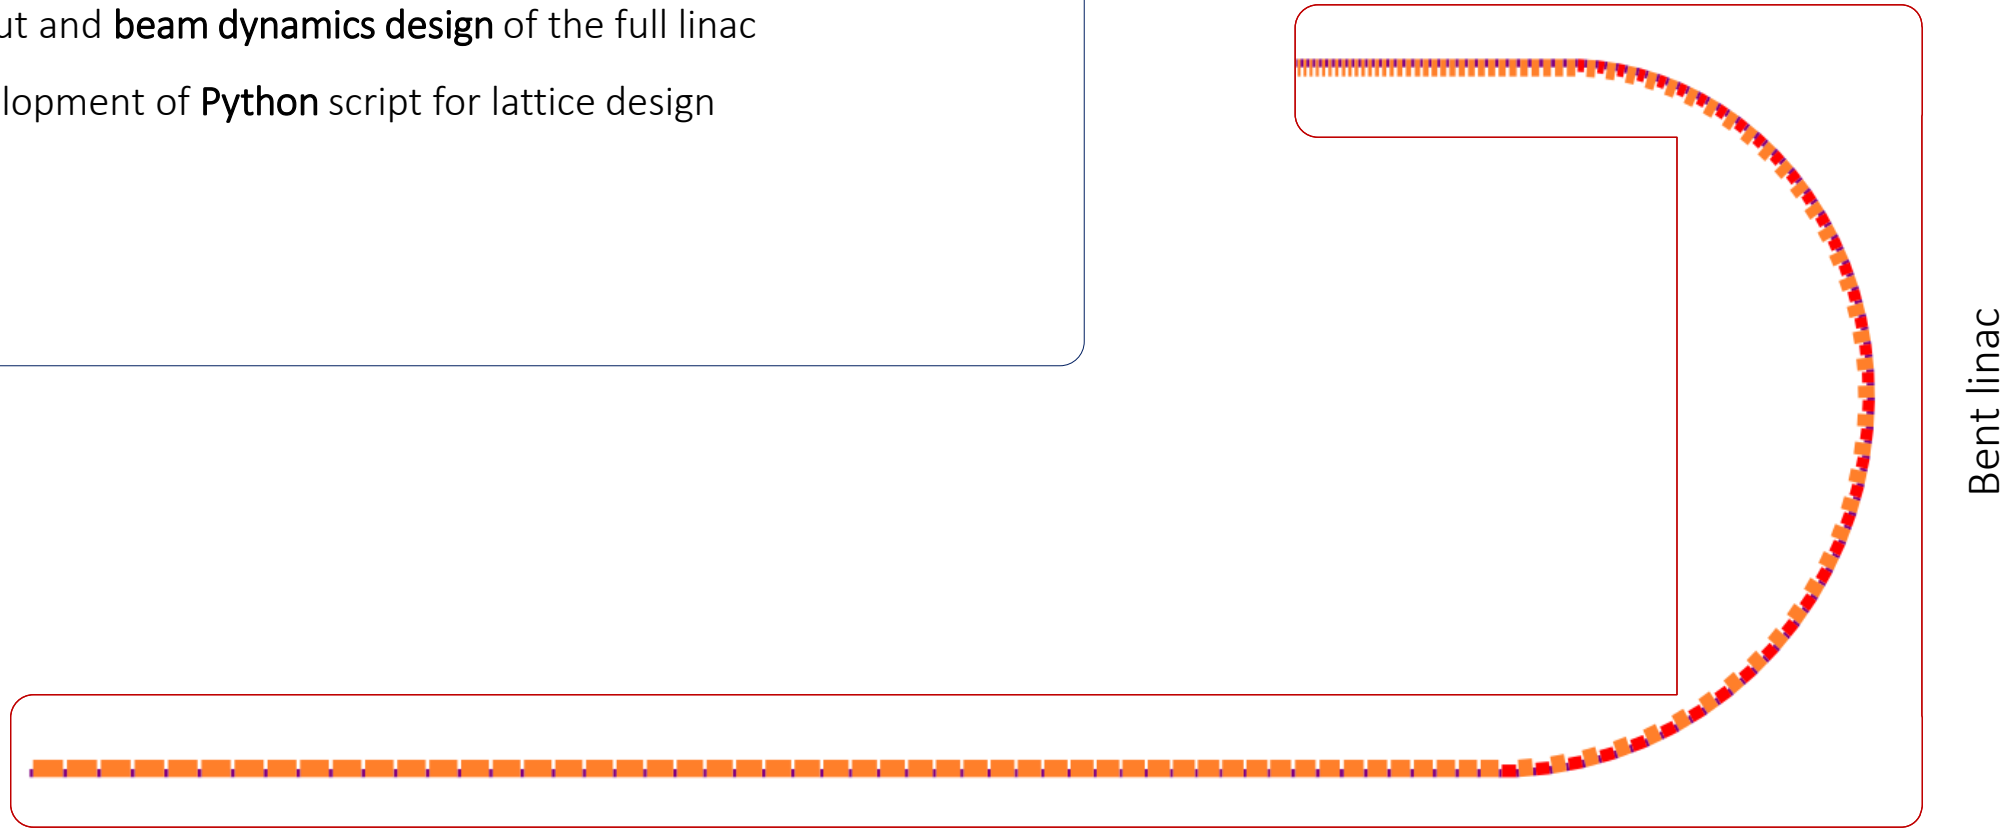 ut and beam dynamics design of the full linac
lopment of Python script for lattice design
Bent linac